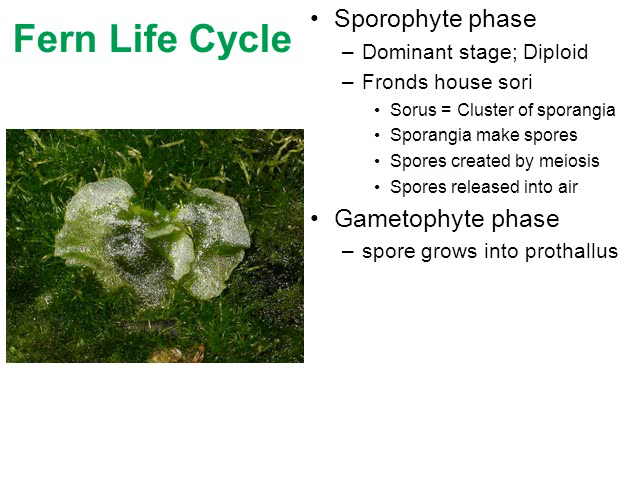 Fern Life Cycle
• Sporophyte phase
– Dominant stage; Diploid
– Fronds house sori
• Sorus = Cluster of sporangia
• Sporangia make spores
• Spores created by meiosis
• Spores released into air
• Gametophyte phase
– spore grows into prothallus